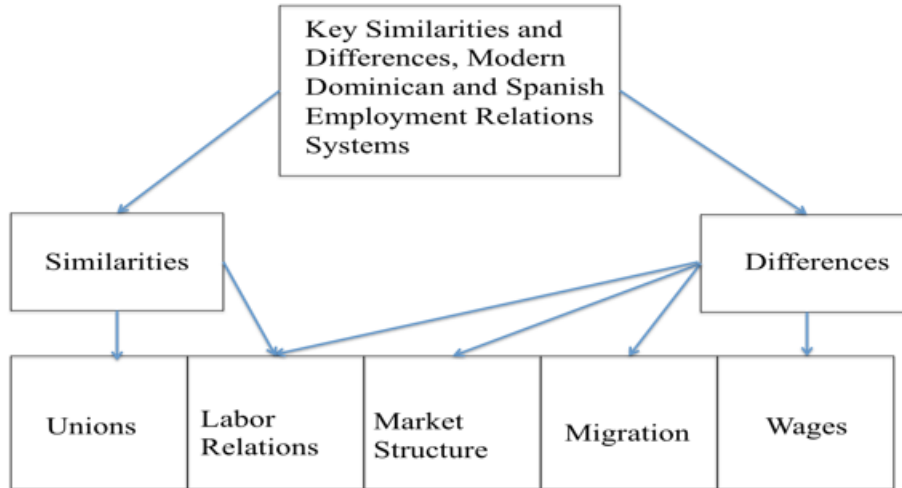 Key Similarities and
Differences, Modern
Dominican and Spanish
Employment Relations
Systems
Similarities
Differences
Unions
Labor
Relations
Market
Structure
Migration
Wages